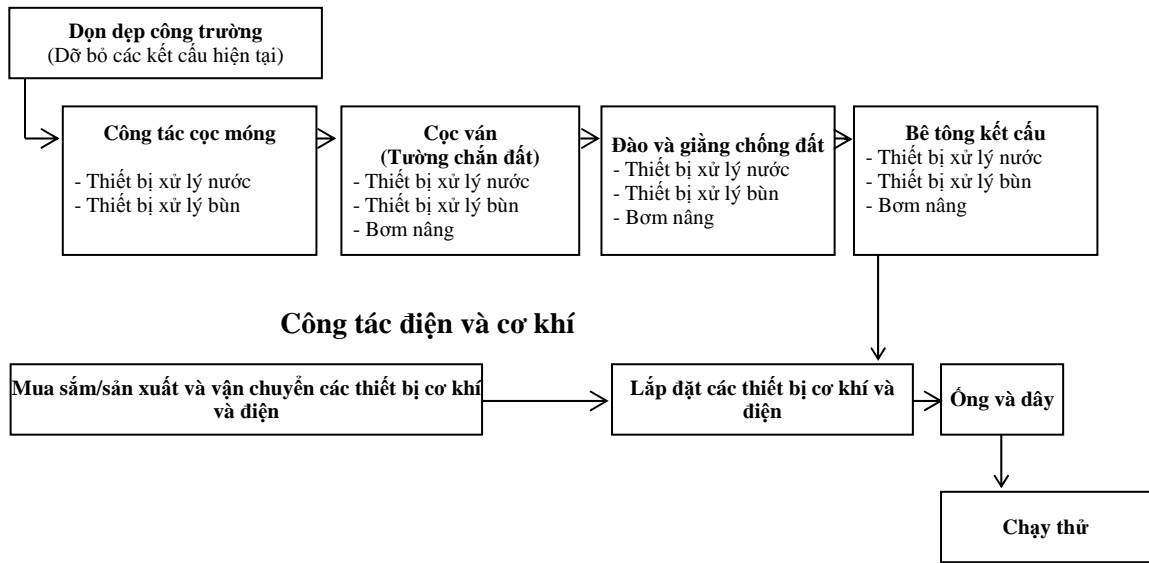 Dọn dẹp công trường
(Dỡ bỏ các kết cấu hiện tại)
Công tác cọc móng
- Thiết bị xử lý nước
- Thiết bị xử lý bùn
Cọc ván
(Tường chắn đất)
- Thiết bị xử lý nước
- Thiết bị xử lý bùn
- Bơm nâng
Đào và giằng chống đất
- Thiết bị xử lý nước
- Thiết bị xử lý bùn
- Bơm nâng
Bê tông kết cấu
- Thiết bị xử lý nước
- Thiết bị xử lý bùn
- Bơm nâng
Công tác điện và cơ khí
Mua sắm/sản xuất và vận chuyển các thiết bị cơ khí
và điện
Lắp đặt các thiết bị cơ khí và
điện
Ống và dây
Chạy thử